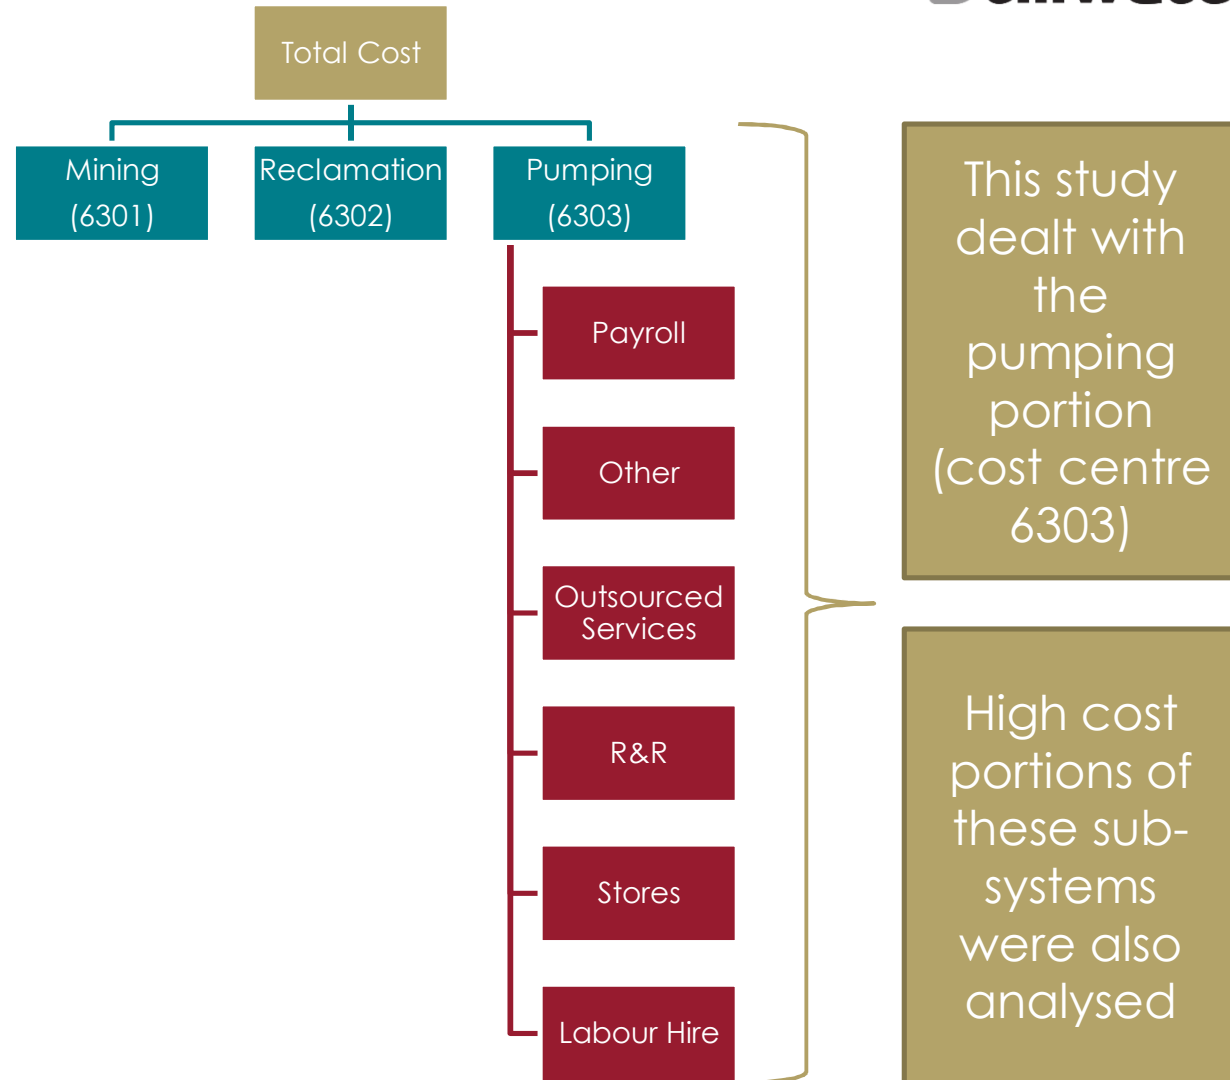 Total Cost
Mining
(6301)
Reclamation
(6302)
Pumping
(6303)
Payroll
Other
Outsourced
Services
R&R
Stores
Labour Hire
This study
dealt with
the
pumping
portion
(cost centre
6303)
High cost
portions of
these sub-
systems
were also
analysed